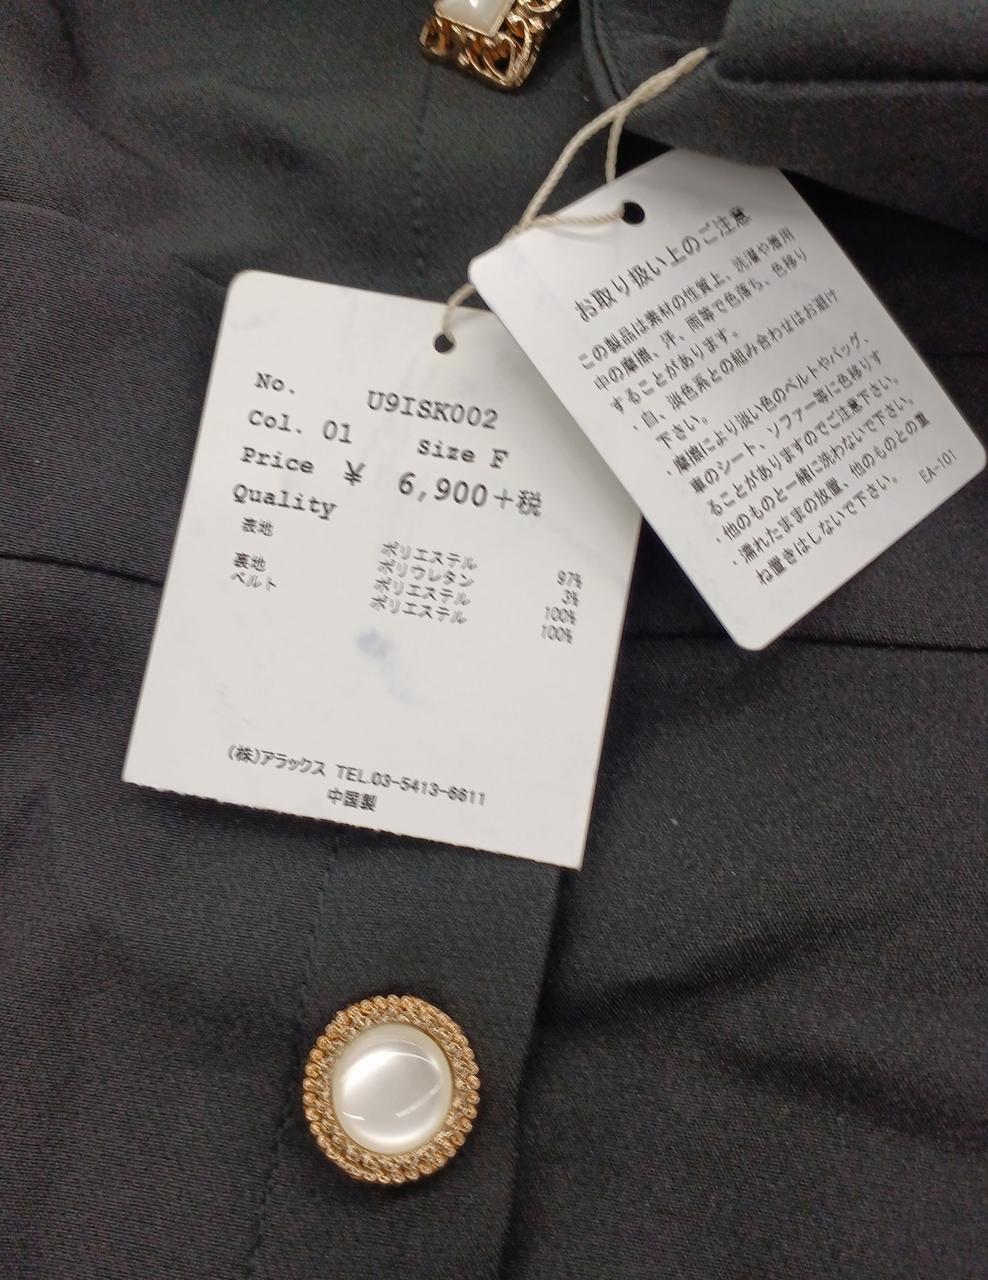 No. U9ISK002
Col. 01 Size F
Price ¥ 6,900+税
Quality
表地 ポリエステル 97%
ポリウレタン 3%
裏地 ポリエステル 100%
ベルト ポリエステル 100%
(株)アラックス TEL.03-5413-6611
中国製
お取り扱い上のご注意
この製品は素材の性質上、洗濯や着用
中の摩擦、汗、雨等で色落ち、色移り
することがあります。
・白、淡色系との組み合わせはお避け
下さい。
・摩擦により淡い色のベルトやバッグ、
車のシート、ソファー等に色移りす
ることがありますのでご注意下さい。
・他のものと一緒に洗わないで下さい。
・濡れたままの放置、他のものとの重
ね置きはしないで下さい。
EA-101